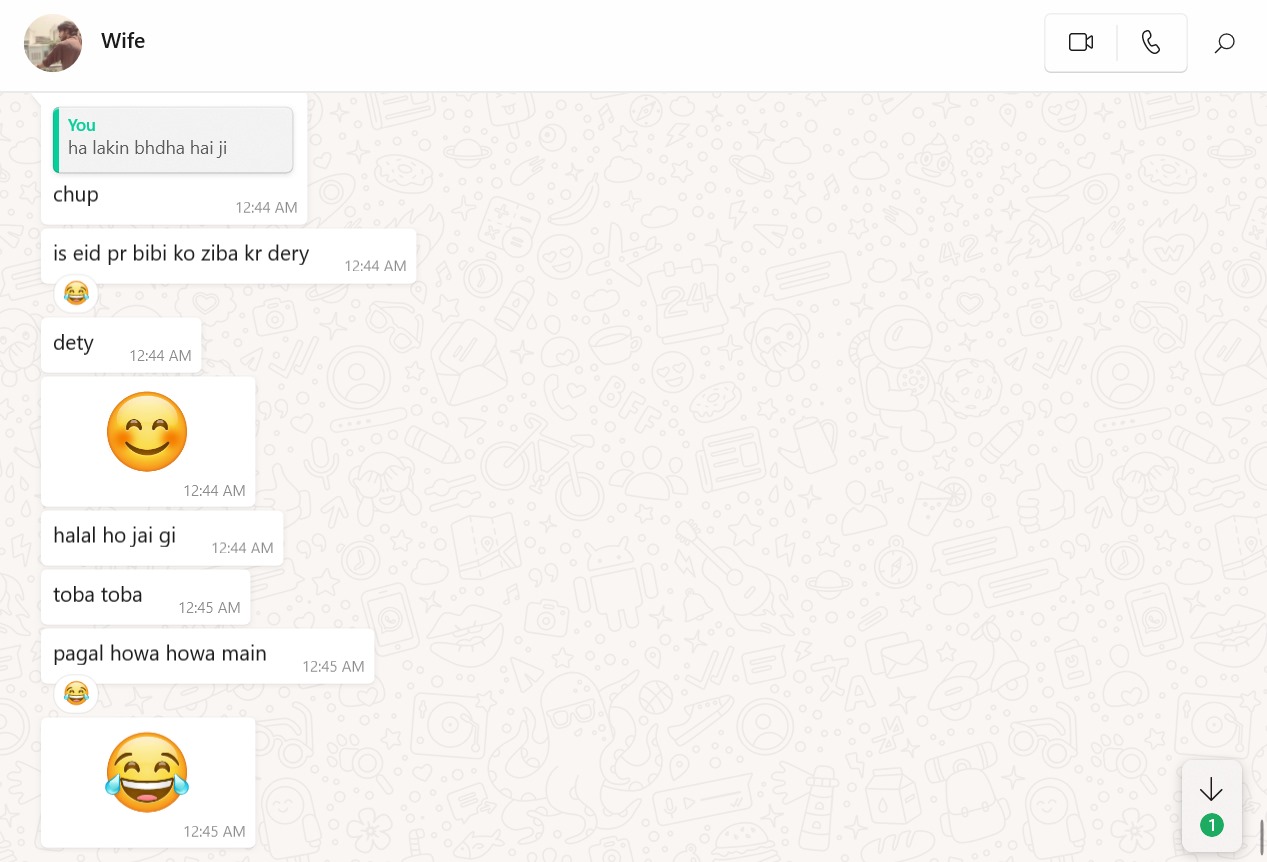 Wife
You
ha lakin bhdha hai ji
chup
12:44 AM
is eid pr bibi ko ziba kr dery
12:44 AM
dety
12:44 AM
12:44 AM
halal ho jai gi
12:44 AM
toba toba
12:45 AM
pagal howa howa main
12:45 AM
12:45 AM
1